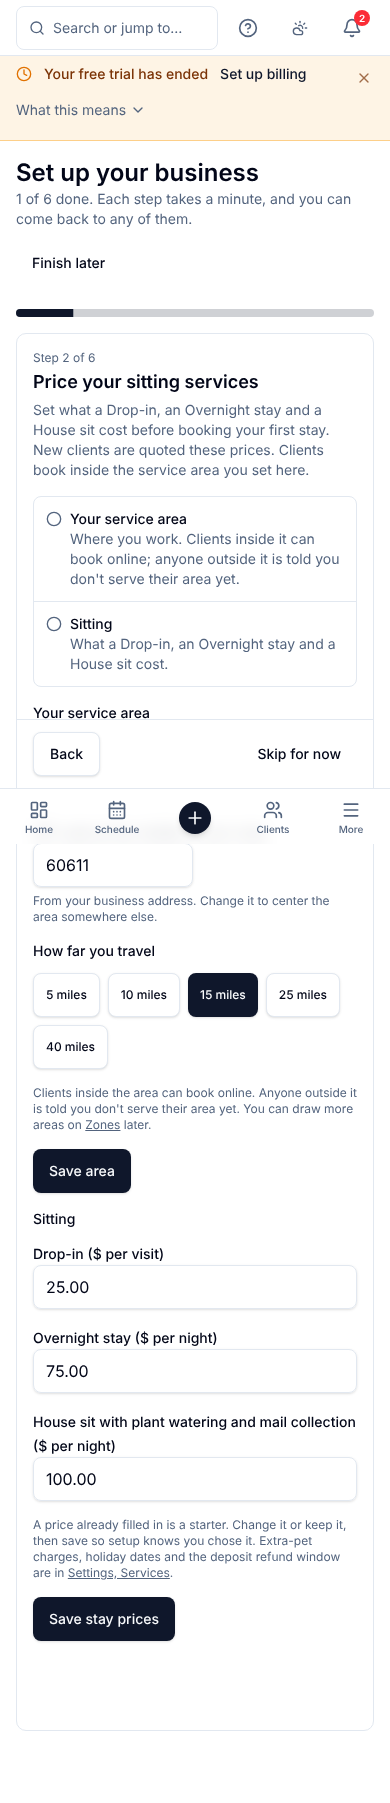 Search or jump to...
2
Your free trial has ended Set up billing
What this means
Set up your business
1 of 6 done. Each step takes a minute, and you can
come back to any of them.
Finish later
Step 2 of 6
Price your sitting services
Set what a Drop-in, an Overnight stay and a
House sit cost before booking your first stay.
New clients are quoted these prices. Clients
book inside the service area you set here.
Your service area
Where you work. Clients inside it can
book online; anyone outside it is told you
don't serve their area yet.
Sitting
What a Drop-in, an Overnight stay and a
House sit cost.
Your service area
Back
Skip for now
Home
Schedule
Clients
More
60611
From your business address. Change it to center the
area somewhere else.
How far you travel
5 miles
10 miles
15 miles
25 miles
40 miles
Clients inside the area can book online. Anyone outside it
is told you don't serve their area yet. You can draw more
areas on Zones later.
Save area
Sitting
Drop-in ($ per visit)
25.00
Overnight stay ($ per night)
75.00
House sit with plant watering and mail collection
($ per night)
100.00
A price already filled in is a starter. Change it or keep it,
then save so setup knows you chose it. Extra-pet
charges, holiday dates and the deposit refund window
are in Settings, Services.
Save stay prices